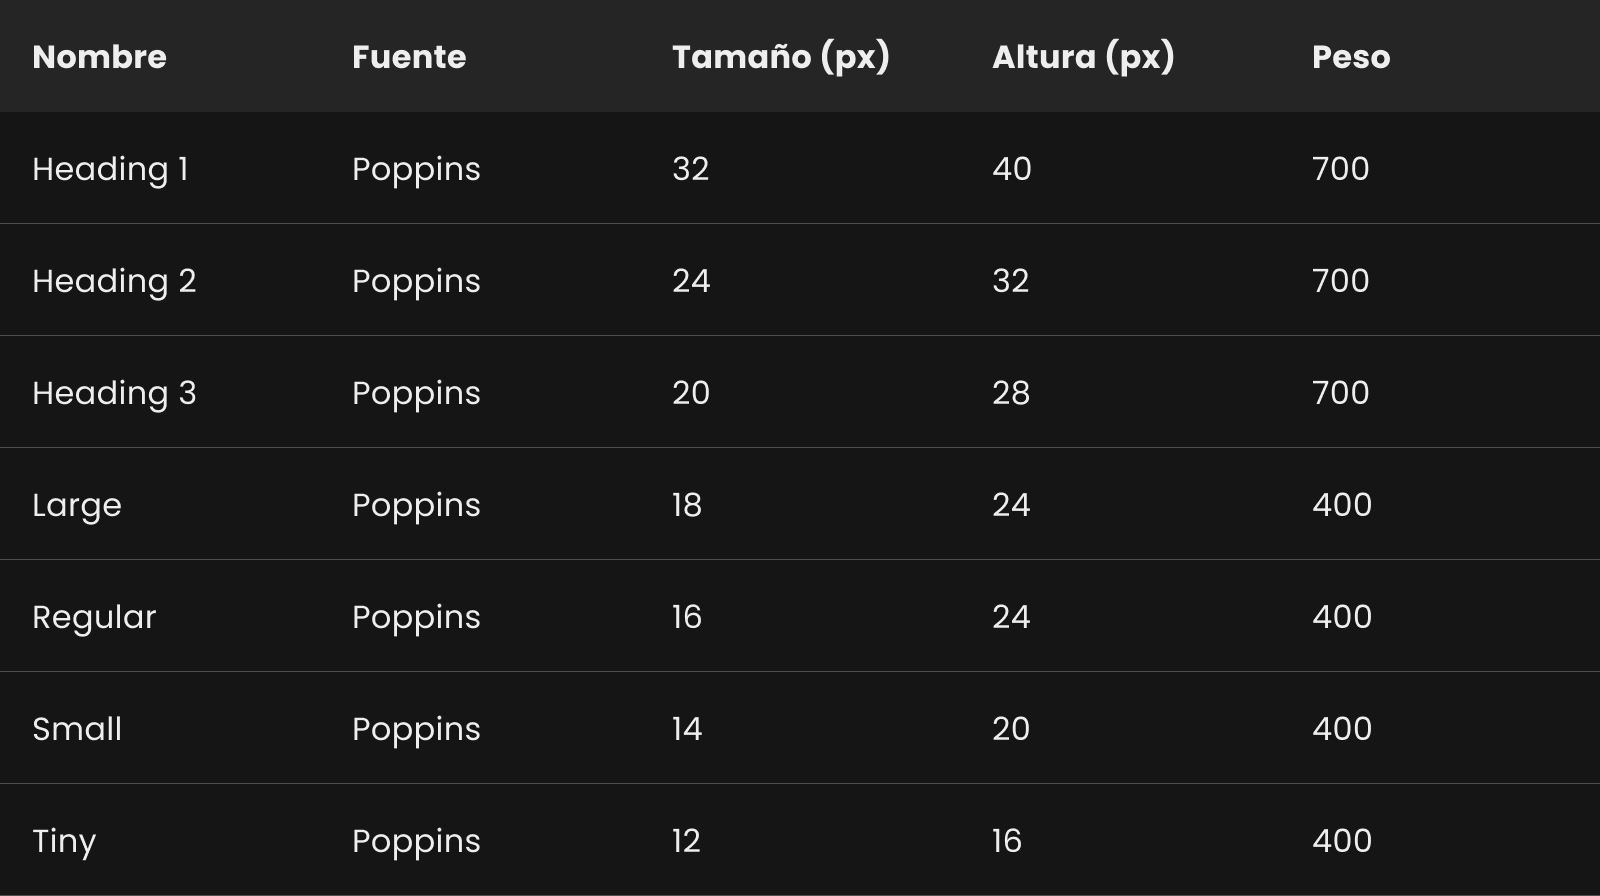 Nombre Fuente Tamaño (px) Altura (px) Peso
Heading 1 Poppins 32 40 700
Heading 2 Poppins 24 32 700
Heading 3 Poppins 20 28 700
Large Poppins 18 24 400
Regular Poppins 16 24 400
Small Poppins 14 20 400
Tiny Poppins 12 16 400